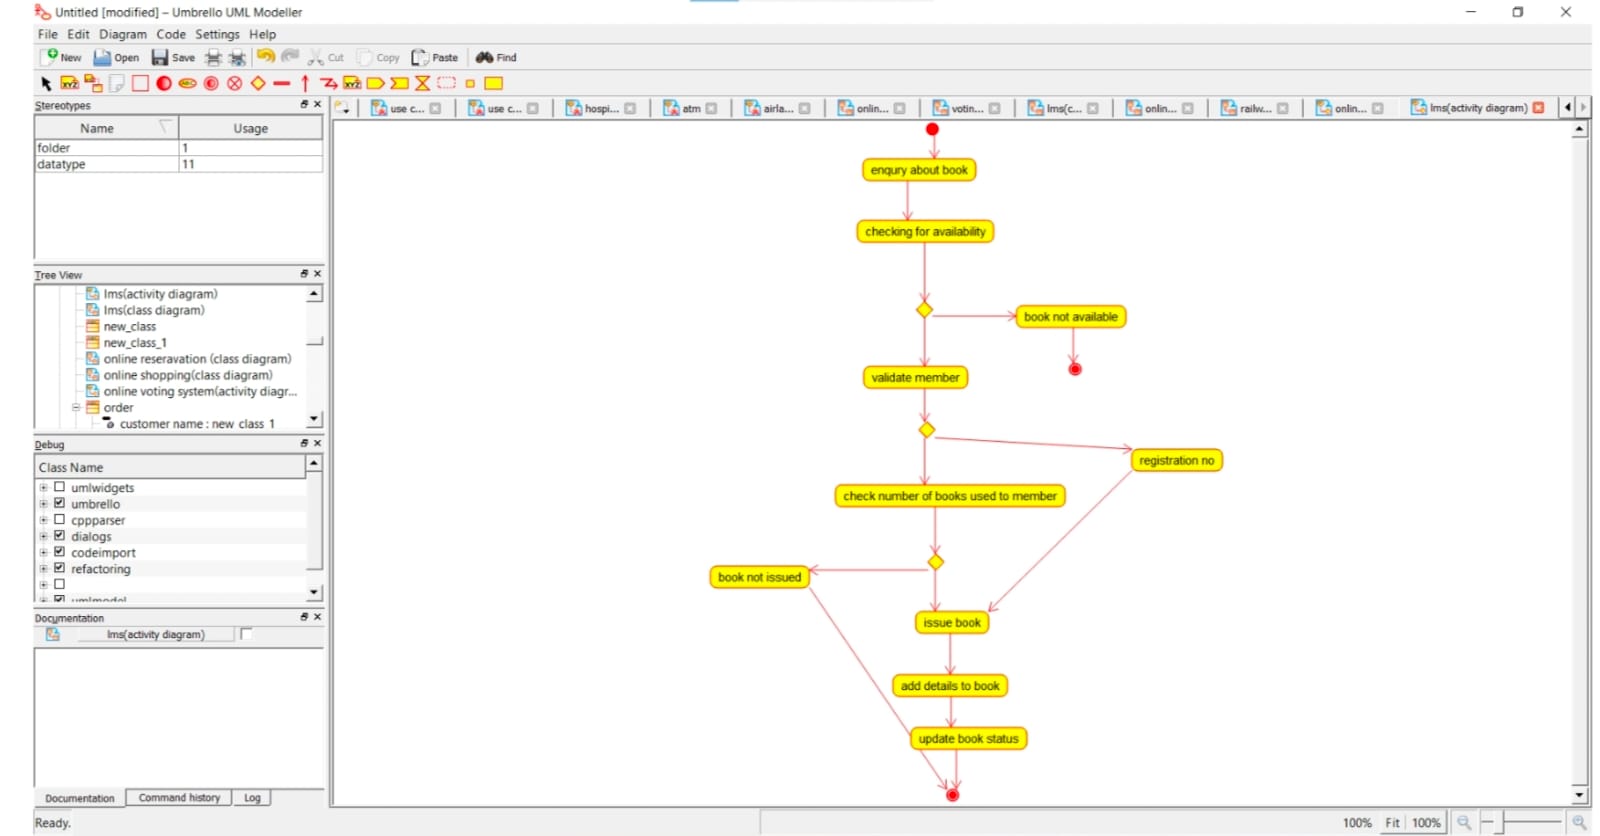 Untitled [modified] – Umbrello UML Modeller
File Edit Diagram Code Settings Help
New Open Save Cut Copy Paste Find
Stereotypes
Name Usage
folder 1
datatype 11
Tree View
lms(activity diagram)
lms(class diagram)
new_class
new_class_1
online reseravation (class diagram)
online shopping(class diagram)
online voting system(activity diagr...
order
customer name : new class 1
Debug
Class Name
umlwidgets
umbrello
cppparser
dialogs
codeimport
refactoring
umlmodel
Documentation
lms(activity diagram)
Documentation Command history Log
Ready.
use c... use c... hospi... atm airla... onlin... votin... lms(c... onlin... railw... onlin... lms(activity diagram)
enqury about book
checking for availability
book not available
validate member
registration no
check number of books used to member
book not issued
issue book
add details to book
update book status
100% Fit 100%